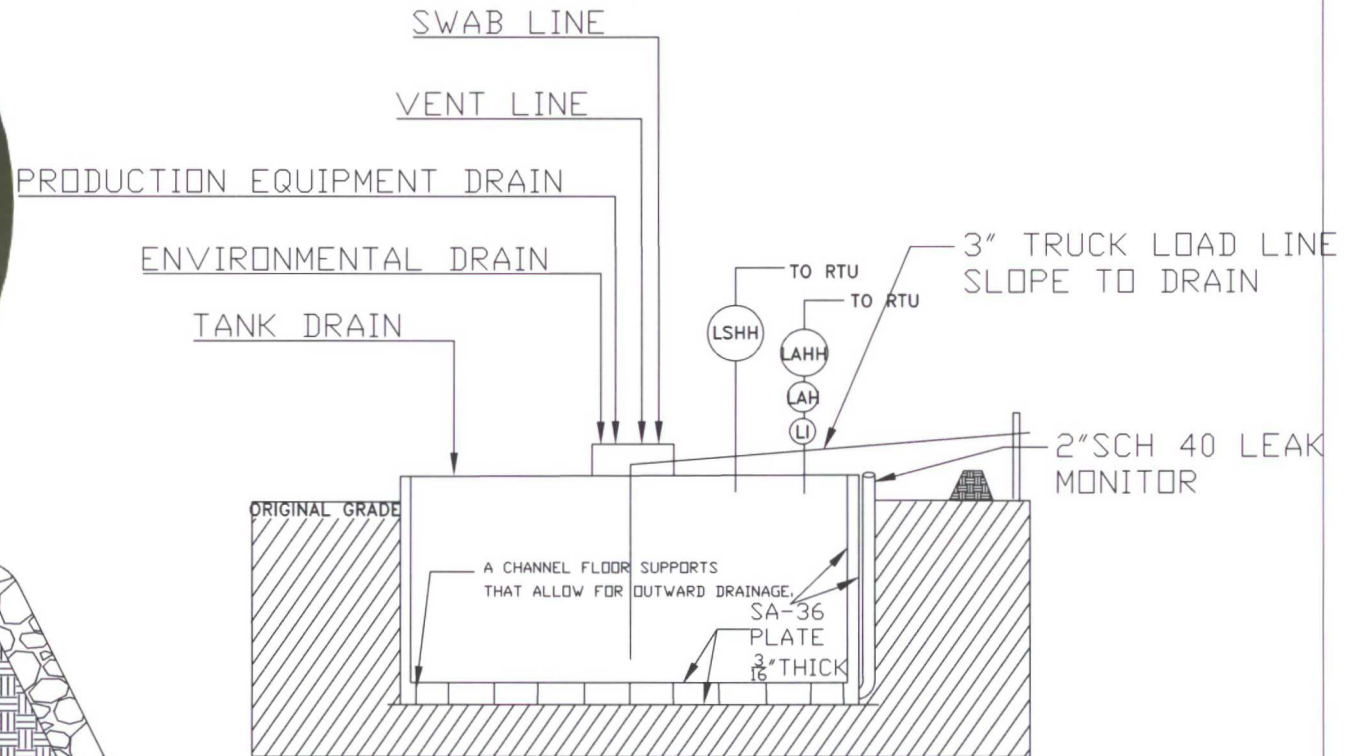 SWAB LINE
VENT LINE
PRODUCTION EQUIPMENT DRAIN
ENVIRONMENTAL DRAIN
TANK DRAIN
TO RTU
TO RTU
3" TRUCK LOAD LINE
SLOPE TO DRAIN
LSHH
LAHH
LAH
LI
2"SCH 40 LEAK
MONITOR
ORIGINAL GRADE
A CHANNEL FLOOR SUPPORTS
THAT ALLOW FOR OUTWARD DRAINAGE.
SA-36
PLATE
3/16"THICK